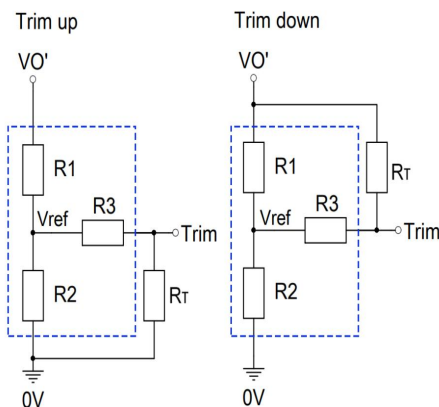 Trim up
VO'
R1
Vref
R3
Trim
R2
RT
0V
Trim down
VO'
R1
RT
Vref
R3
Trim
R2
0V